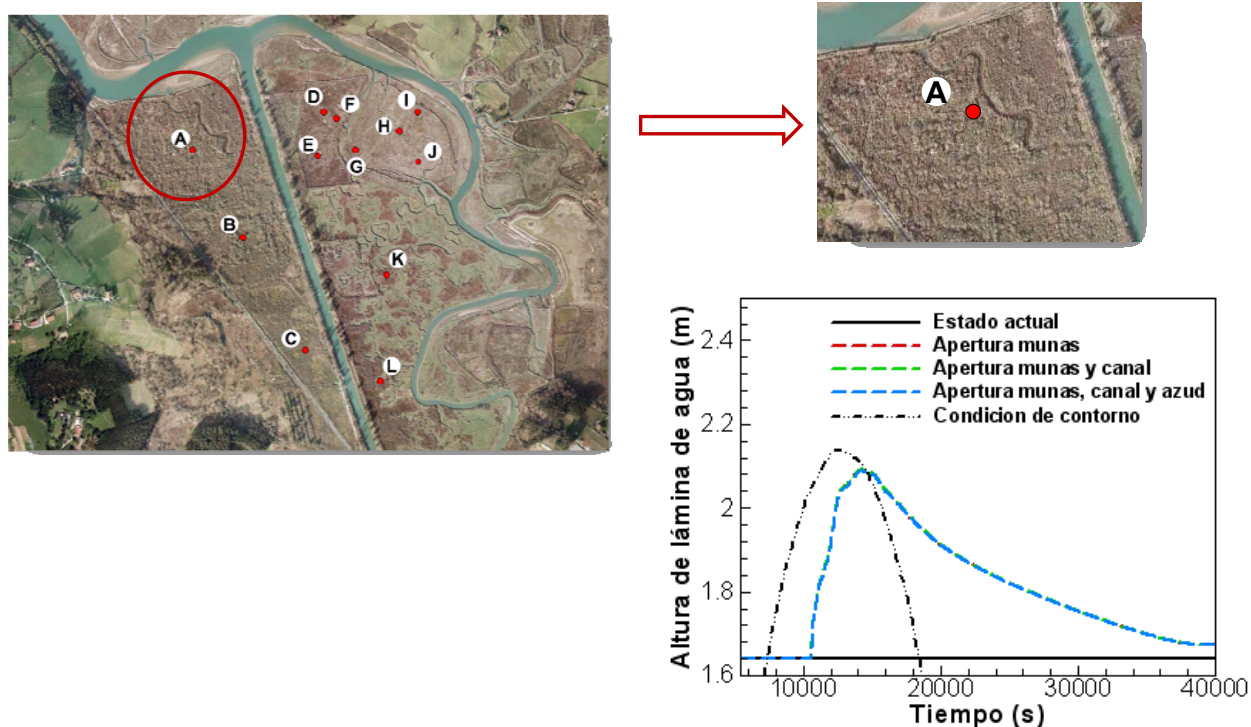 A
B
C
D
E
F
G
H
I
J
K
L
A
Altura de lámina de agua (m)
2.4
2.2
2
1.8
1.6
Estado actual
Apertura munas
Apertura munas y canal
Apertura munas, canal y azud
Condicion de contorno
10000
20000
30000
40000
Tiempo (s)